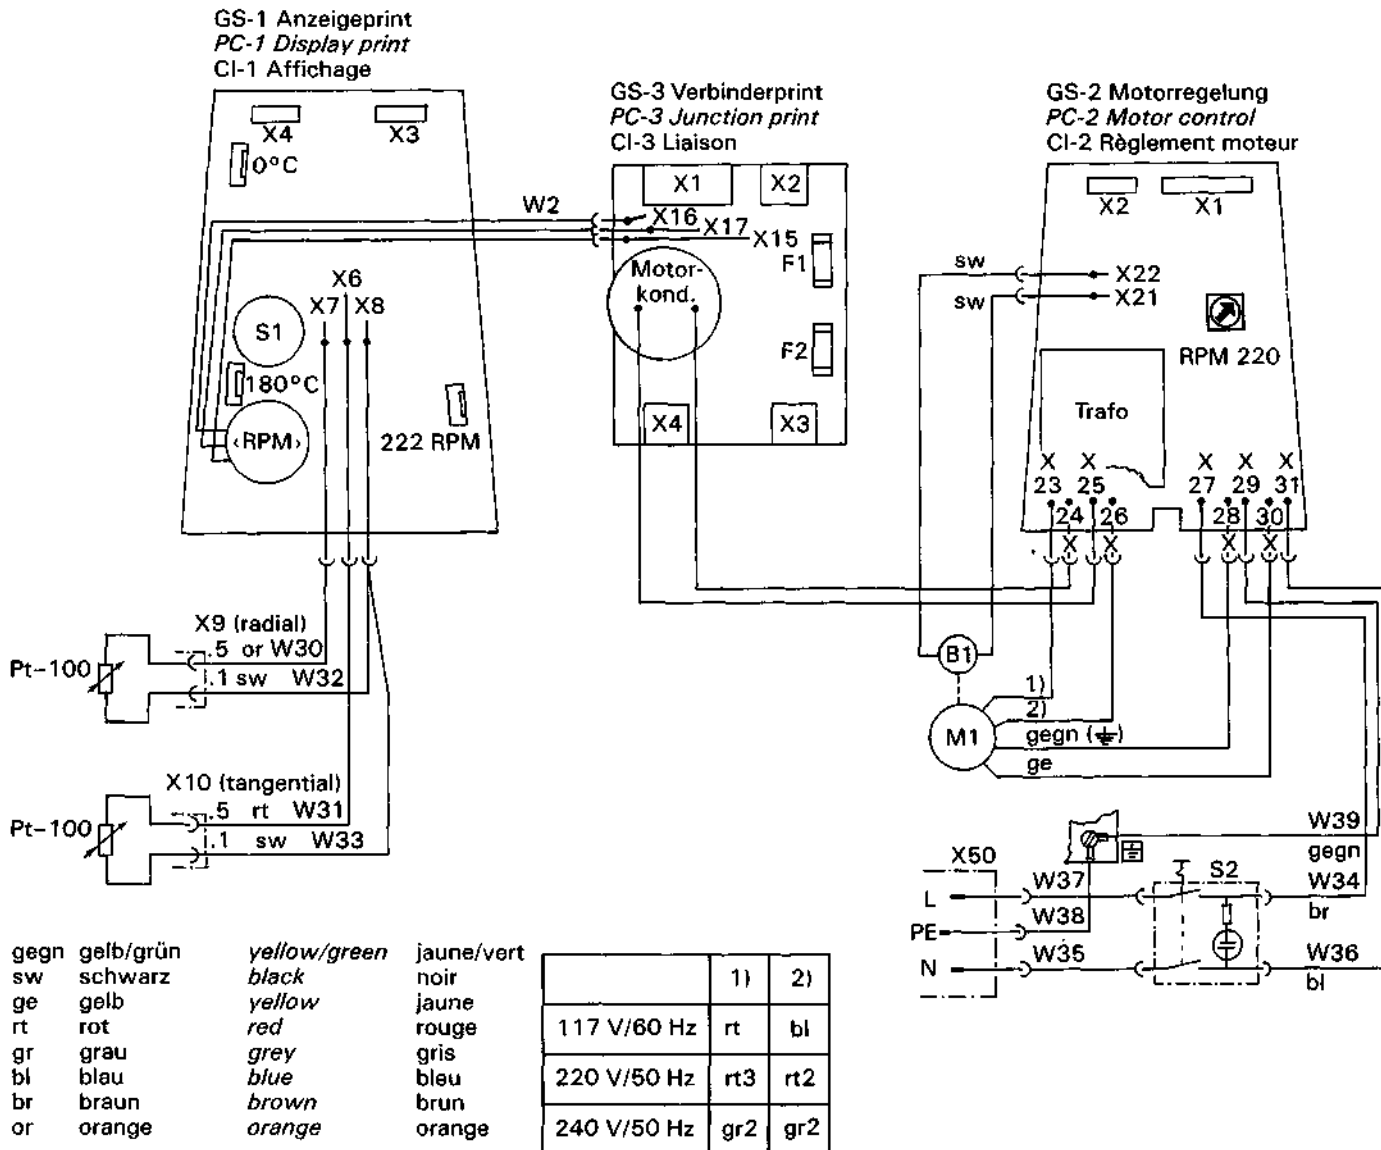 GS-1 Anzeigeprint
PC-1 Display print
CI-1 Affichage
X4
X3
0°C
W2
X6
X7
X8
S1
180°C
‹RPM›
222 RPM
GS-3 Verbinderprint
PC-3 Junction print
CI-3 Liaison
X1
X2
X16
X17
X15
Motor-
kond.
F1
F2
X4
X3
GS-2 Motorregelung
PC-2 Motor control
CI-2 Règlement moteur
X2
X1
sw
X22
sw
X21
RPM 220
Trafo
X X X X X
23 25 27 29 31
24 26 28 30
X X X X
X9 (radial)
.5 or W30
Pt-100
.1 sw W32
X10 (tangential)
.5 rt W31
Pt-100
.1 sw W33
B1
1)
2)
M1
gegn (⏚)
ge
W39
gegn
X50
S2
L
W37
W34
br
PE
W38
N
W35
W36
bl
gegn gelb/grün yellow/green jaune/vert
sw schwarz black noir
ge gelb yellow jaune
rt rot red rouge
gr grau grey gris
bl blau blue bleu
br braun brown brun
or orange orange orange
1) 2)
117 V/60 Hz rt bl
220 V/50 Hz rt3 rt2
240 V/50 Hz gr2 gr2